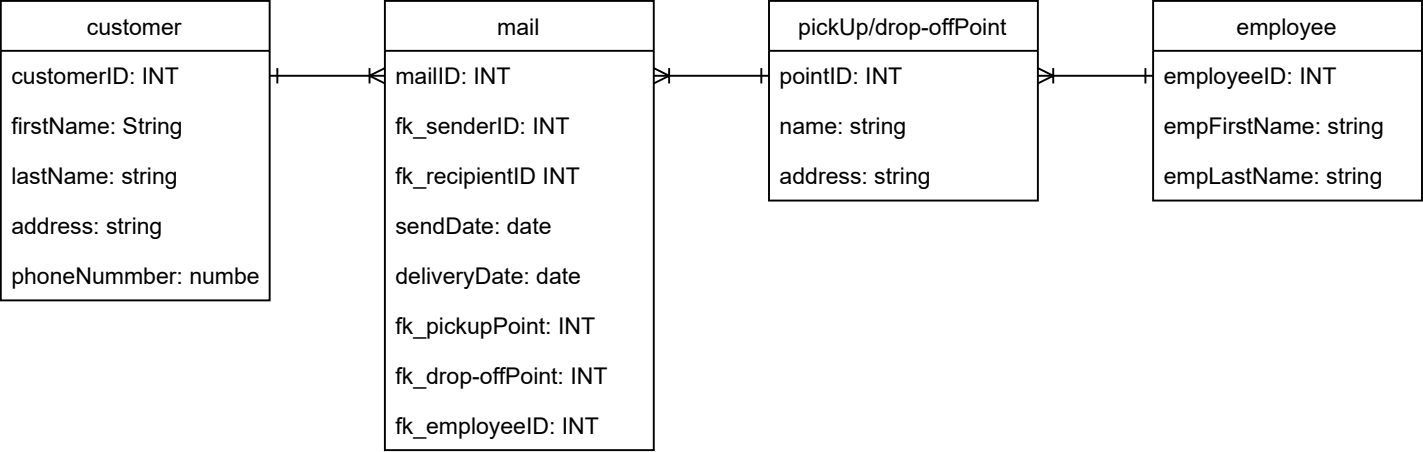 customer
customerID: INT
firstName: String
lastName: string
address: string
phoneNummber: numbe
mail
mailID: INT
fk_senderID: INT
fk_recipientID INT
sendDate: date
deliveryDate: date
fk_pickupPoint: INT
fk_drop-offPoint: INT
fk_employeeID: INT
pickUp/drop-offPoint
pointID: INT
name: string
address: string
employee
employeeID: INT
empFirstName: string
empLastName: string